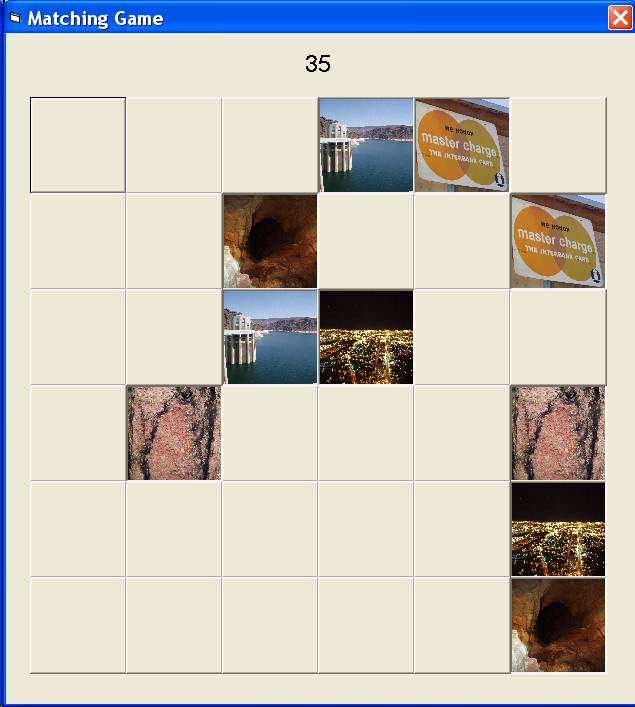 Matching Game
35
WE HONOR
master charge
THE INTERBANK CARD
WE HONOR
master charge
THE INTERBANK CARD